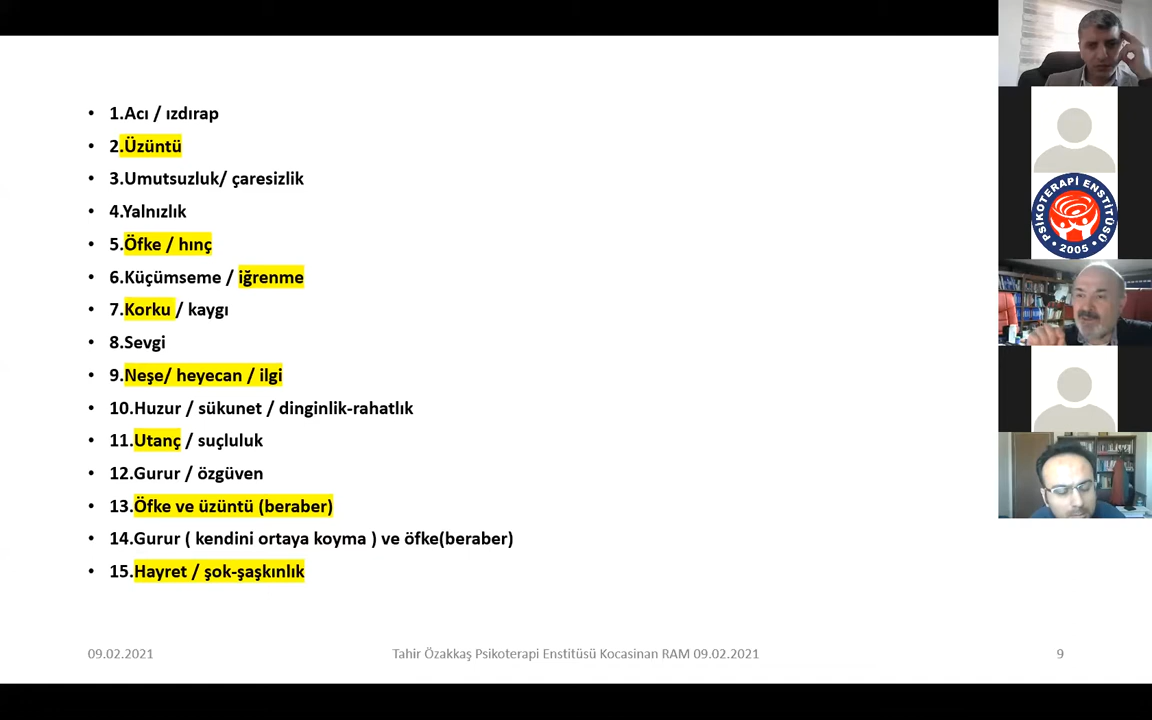 • 1.Acı / ızdırap
• 2.Üzüntü
• 3.Umutsuzluk/ çaresizlik
• 4.Yalnızlık
• 5.Öfke / hınç
• 6.Küçümseme / iğrenme
• 7.Korku / kaygı
• 8.Sevgi
• 9.Neşe/ heyecan / ilgi
• 10.Huzur / sükunet / dinginlik-rahatlık
• 11.Utanç / suçluluk
• 12.Gurur / özgüven
• 13.Öfke ve üzüntü (beraber)
• 14.Gurur ( kendini ortaya koyma ) ve öfke(beraber)
• 15.Hayret / şok-şaşkınlık
09.02.2021
Tahir Özakkaş Psikoterapi Enstitüsü Kocasinan RAM 09.02.2021
9
PSİKOTERAPİ ENSTİTÜSÜ
2005